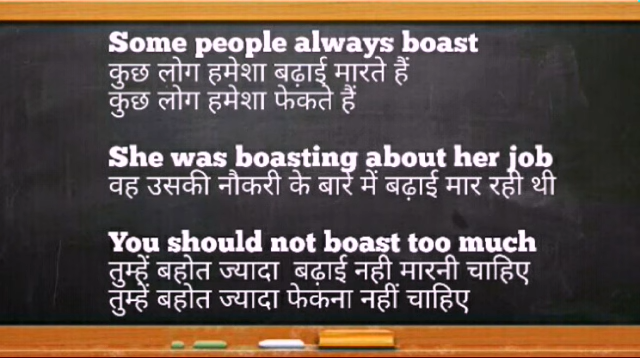 Some people always boast
कुछ लोग हमेशा बढ़ाई मारते हैं
कुछ लोग हमेशा फेकते हैं
She was boasting about her job
वह उसकी नौकरी के बारे में बढ़ाई मार रही थी
You should not boast too much
तुम्हें बहोत ज्यादा बढ़ाई नही मारनी चाहिए
तुम्हें बहोत ज्यादा फेकना नहीं चाहिए